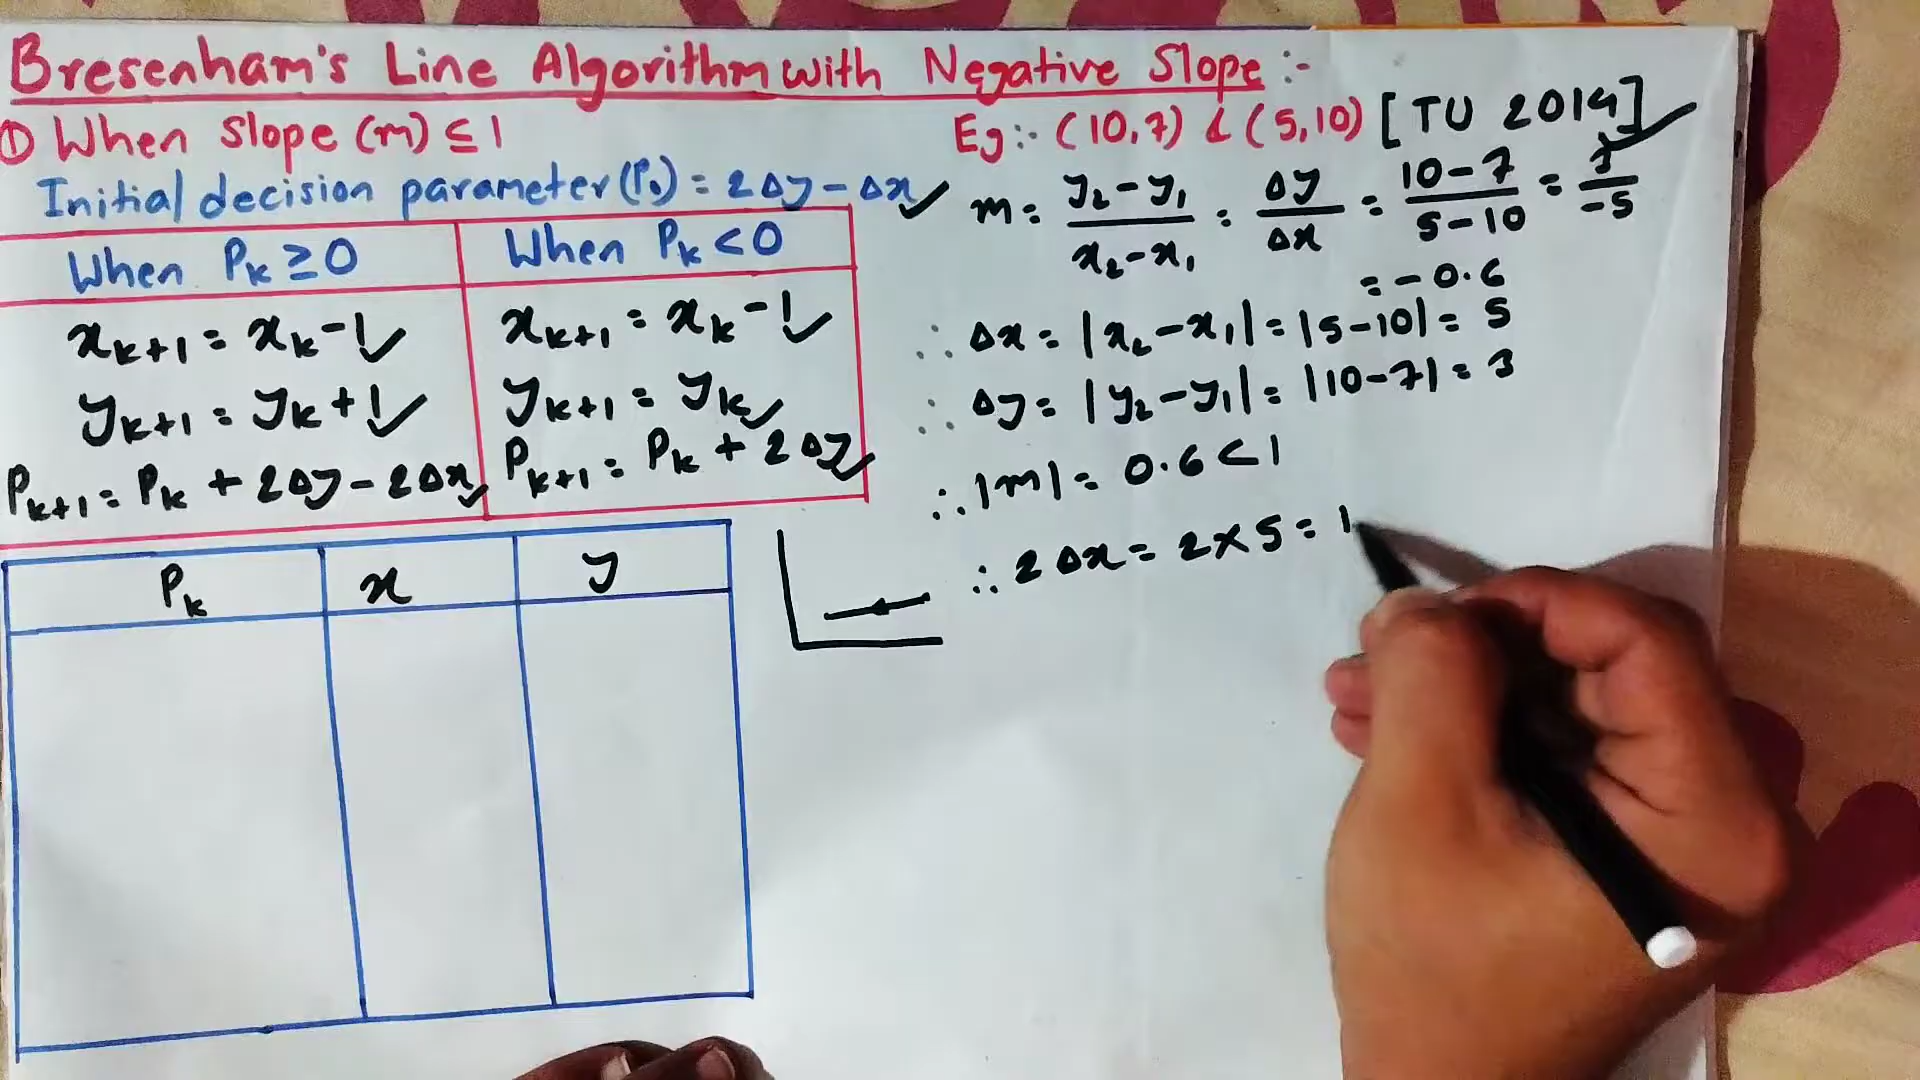 Bresenham's Line Algorithm with Negative Slope :-
① When slope (m) ≤ 1
Initial decision parameter (P₀) = 2Δy - Δx ✓
When Pk ≥ 0
xk+1 = xk - 1 ✓
yk+1 = yk + 1 ✓
Pk+1 = Pk + 2Δy - 2Δx ✓
When Pk < 0
xk+1 = xk - 1 ✓
yk+1 = yk ✓
Pk+1 = Pk + 2Δy ✓
Pk x y
Eg :- (10,7) & (5,10) [TU 2014] ✓
m = y₂ - y₁ / x₂ - x₁ = Δy / Δx = 10 - 7 / 5 - 10 = 3 / -5
= - 0.6
∴ Δx = |x₂ - x₁| = |5 - 10| = 5
∴ Δy = |y₂ - y₁| = |10 - 7| = 3
∴ |m| = 0.6 < 1
∴ 2Δx = 2 × 5 = 1